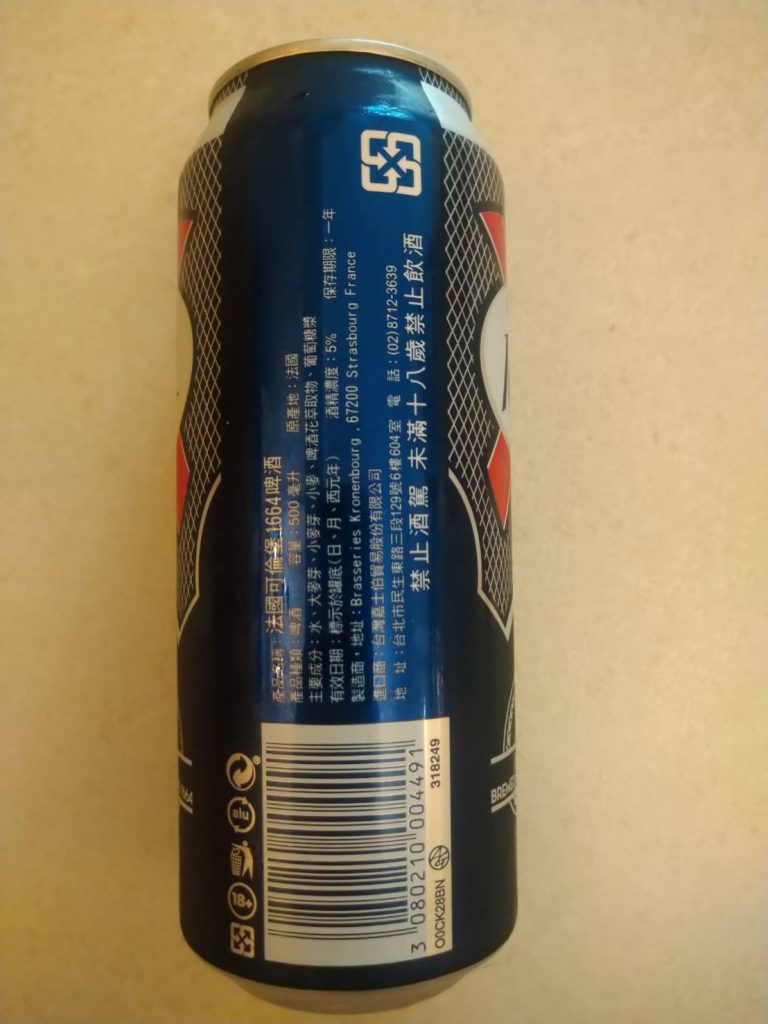 產品名稱：法國可倫堡1664啤酒
產品種類：啤酒 容量：500毫升 原產地：法國
主要成分：水、大麥芽、小麥芽、小麥、啤酒花萃取物、葡萄糖漿
有效日期：標示於罐底(日、月、西元年) 酒精濃度：5% 保存期限：一年
製造商，地址：Brasseries Kronenbourg，67200 Strasbourg France
進口商：台灣嘉士伯貿易股份有限公司
地 址：台北市民生東路三段129號6樓604室 電 話：(02)8712-3639
禁止酒駕 未滿十八歲禁止飲酒
alu
18+
3 080210 004491
O0CK28BN
318249